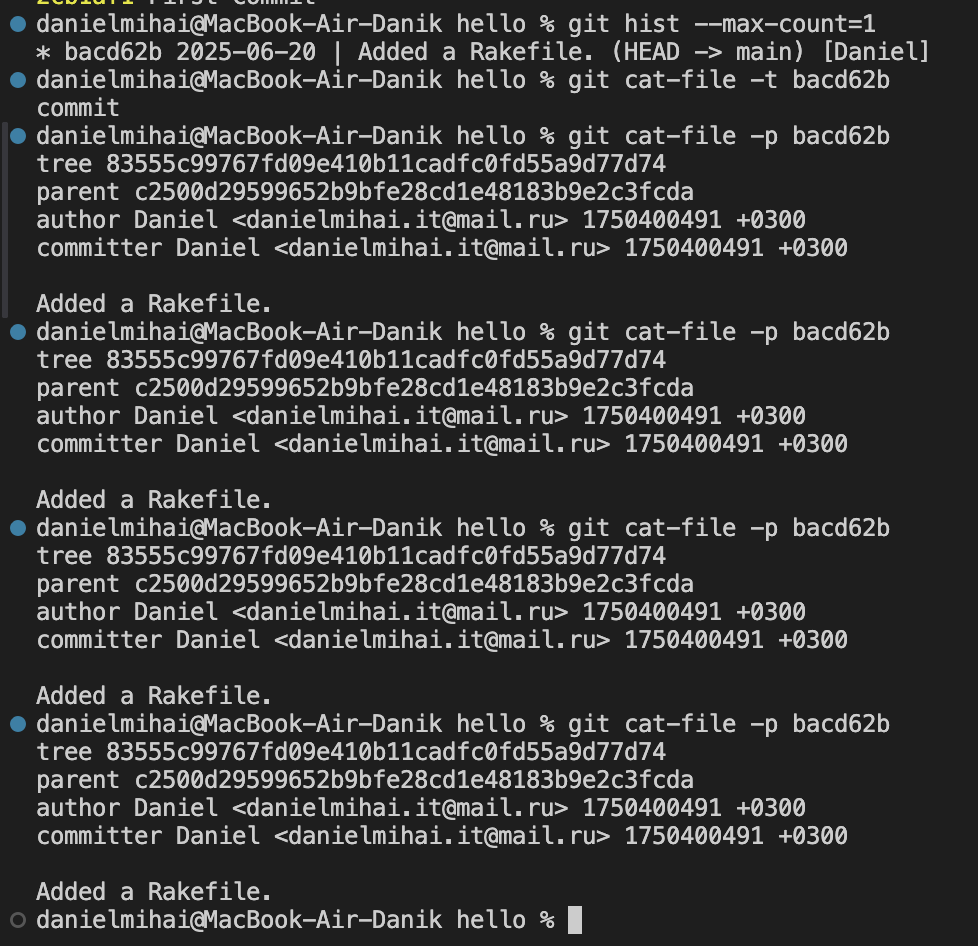 First Commit
danielmihai@MacBook-Air-Danik hello % git hist --max-count=1
* bacd62b 2025-06-20 | Added a Rakefile. (HEAD -> main) [Daniel]
danielmihai@MacBook-Air-Danik hello % git cat-file -t bacd62b
commit
danielmihai@MacBook-Air-Danik hello % git cat-file -p bacd62b
tree 83555c99767fd09e410b11cadfc0fd55a9d77d74
parent c2500d29599652b9bfe28cd1e48183b9e2c3fcda
author Daniel <danielmihai.it@mail.ru> 1750400491 +0300
committer Daniel <danielmihai.it@mail.ru> 1750400491 +0300
Added a Rakefile.
danielmihai@MacBook-Air-Danik hello % git cat-file -p bacd62b
tree 83555c99767fd09e410b11cadfc0fd55a9d77d74
parent c2500d29599652b9bfe28cd1e48183b9e2c3fcda
author Daniel <danielmihai.it@mail.ru> 1750400491 +0300
committer Daniel <danielmihai.it@mail.ru> 1750400491 +0300
Added a Rakefile.
danielmihai@MacBook-Air-Danik hello % git cat-file -p bacd62b
tree 83555c99767fd09e410b11cadfc0fd55a9d77d74
parent c2500d29599652b9bfe28cd1e48183b9e2c3fcda
author Daniel <danielmihai.it@mail.ru> 1750400491 +0300
committer Daniel <danielmihai.it@mail.ru> 1750400491 +0300
Added a Rakefile.
danielmihai@MacBook-Air-Danik hello % git cat-file -p bacd62b
tree 83555c99767fd09e410b11cadfc0fd55a9d77d74
parent c2500d29599652b9bfe28cd1e48183b9e2c3fcda
author Daniel <danielmihai.it@mail.ru> 1750400491 +0300
committer Daniel <danielmihai.it@mail.ru> 1750400491 +0300
Added a Rakefile.
danielmihai@MacBook-Air-Danik hello %